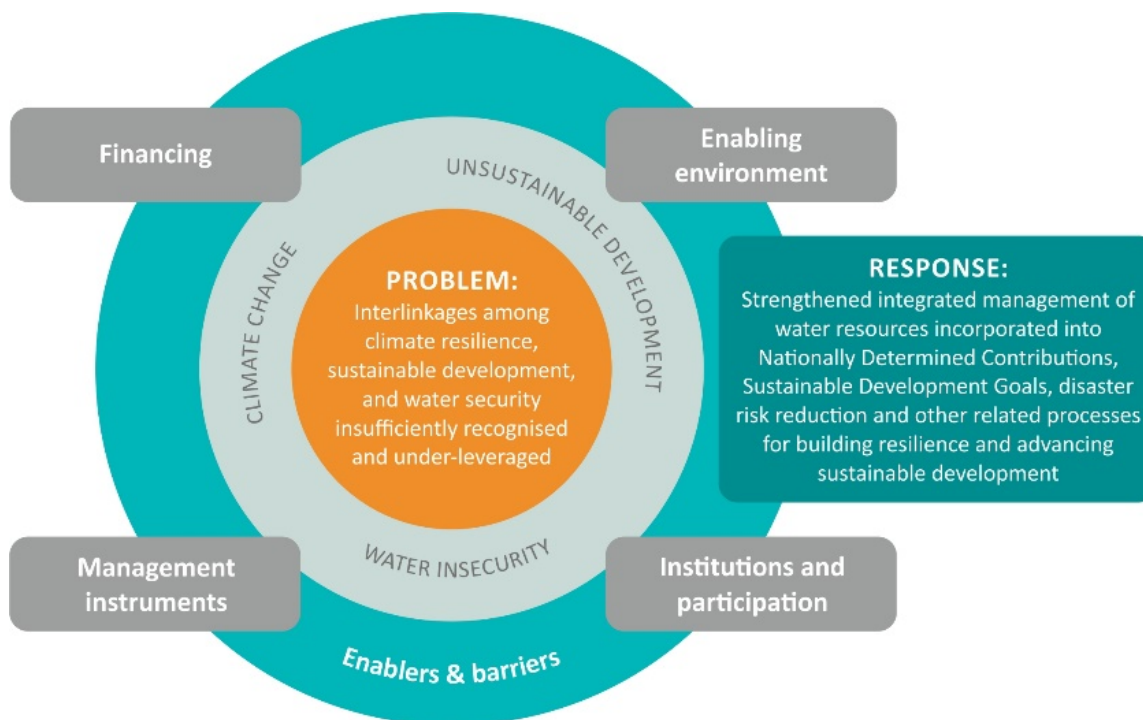 Financing
Enabling
environment
UNSUSTAINABLE DEVELOPMENT
CLIMATE CHANGE
PROBLEM:
Interlinkages among
climate resilience,
sustainable development,
and water security
insufficiently recognised
and under-leveraged
RESPONSE:
Strengthened integrated management of
water resources incorporated into
Nationally Determined Contributions,
Sustainable Development Goals, disaster
risk reduction and other related processes
for building resilience and advancing
sustainable development
WATER INSECURITY
Management
instruments
Institutions and
participation
Enablers & barriers